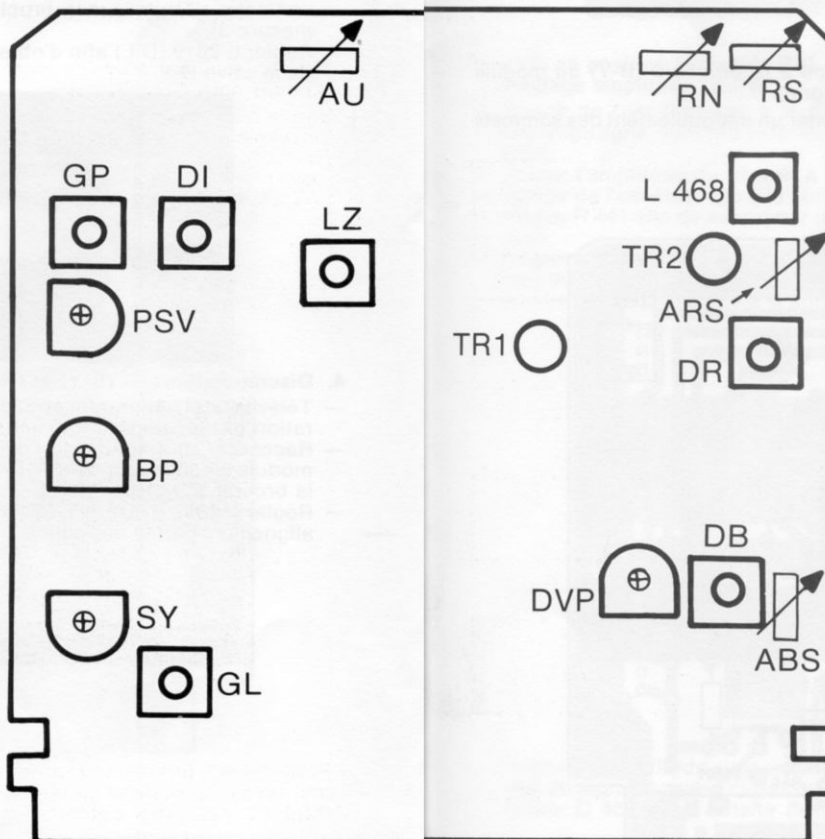 AU
RN RS
GP DI
L 468
LZ
TR2
PSV
ARS
TR1
DR
BP
DB
DVP
SY
ABS
GL